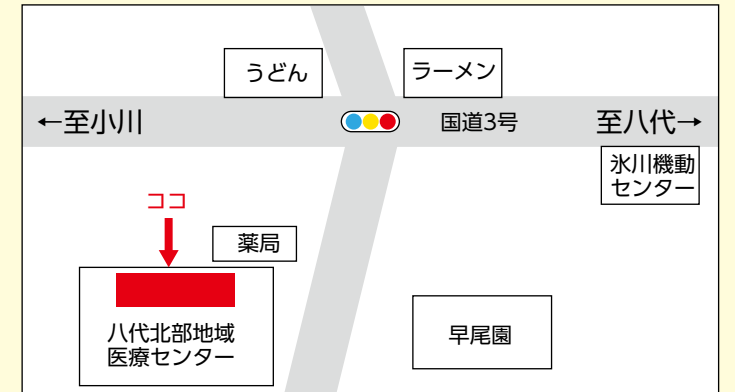 うどん
ラーメン
←至小川
国道3号
至八代→
氷川機動
センター
ココ
薬局
八代北部地域
医療センター
早尾園